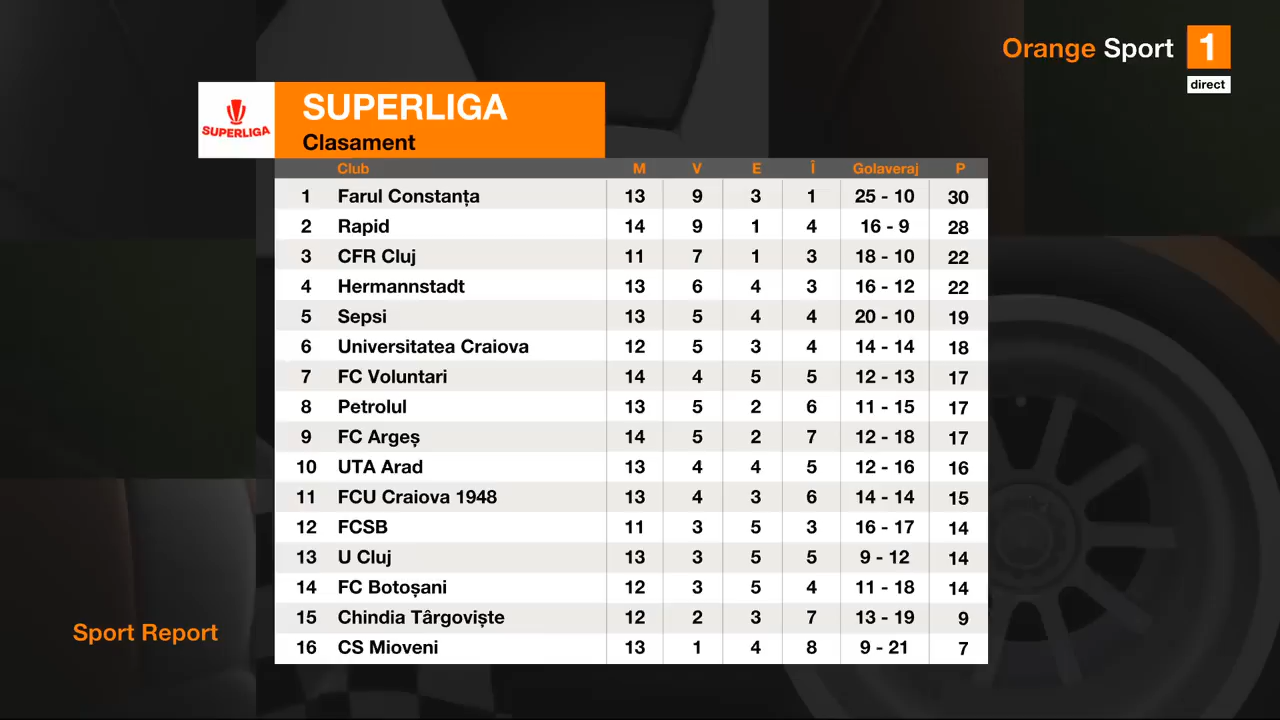 Orange Sport 1
direct
SUPERLIGA
SUPERLIGA
Clasament
Club M V E Î Golaveraj P
1 Farul Constanța 13 9 3 1 25 - 10 30
2 Rapid 14 9 1 4 16 - 9 28
3 CFR Cluj 11 7 1 3 18 - 10 22
4 Hermannstadt 13 6 4 3 16 - 12 22
5 Sepsi 13 5 4 4 20 - 10 19
6 Universitatea Craiova 12 5 3 4 14 - 14 18
7 FC Voluntari 14 4 5 5 12 - 13 17
8 Petrolul 13 5 2 6 11 - 15 17
9 FC Argeș 14 5 2 7 12 - 18 17
10 UTA Arad 13 4 4 5 12 - 16 16
11 FCU Craiova 1948 13 4 3 6 14 - 14 15
12 FCSB 11 3 5 3 16 - 17 14
13 U Cluj 13 3 5 5 9 - 12 14
14 FC Botoșani 12 3 5 4 11 - 18 14
15 Chindia Târgoviște 12 2 3 7 13 - 19 9
16 CS Mioveni 13 1 4 8 9 - 21 7
Sport Report